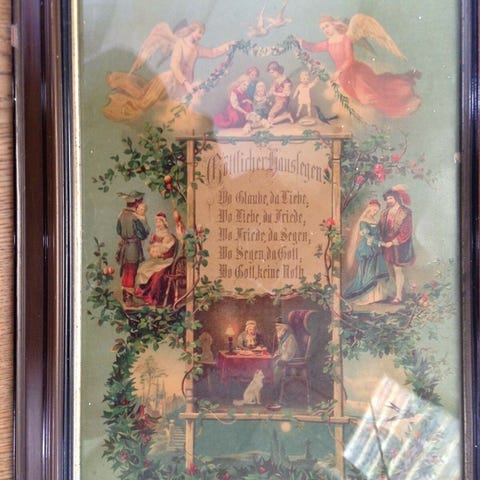 Göttlicher Haussegen
Wo Glaube, da Liebe,
Wo Liebe, da Friede,
Wo Friede, da Segen,
Wo Segen, da Gott,
Wo Gott, keine Noth